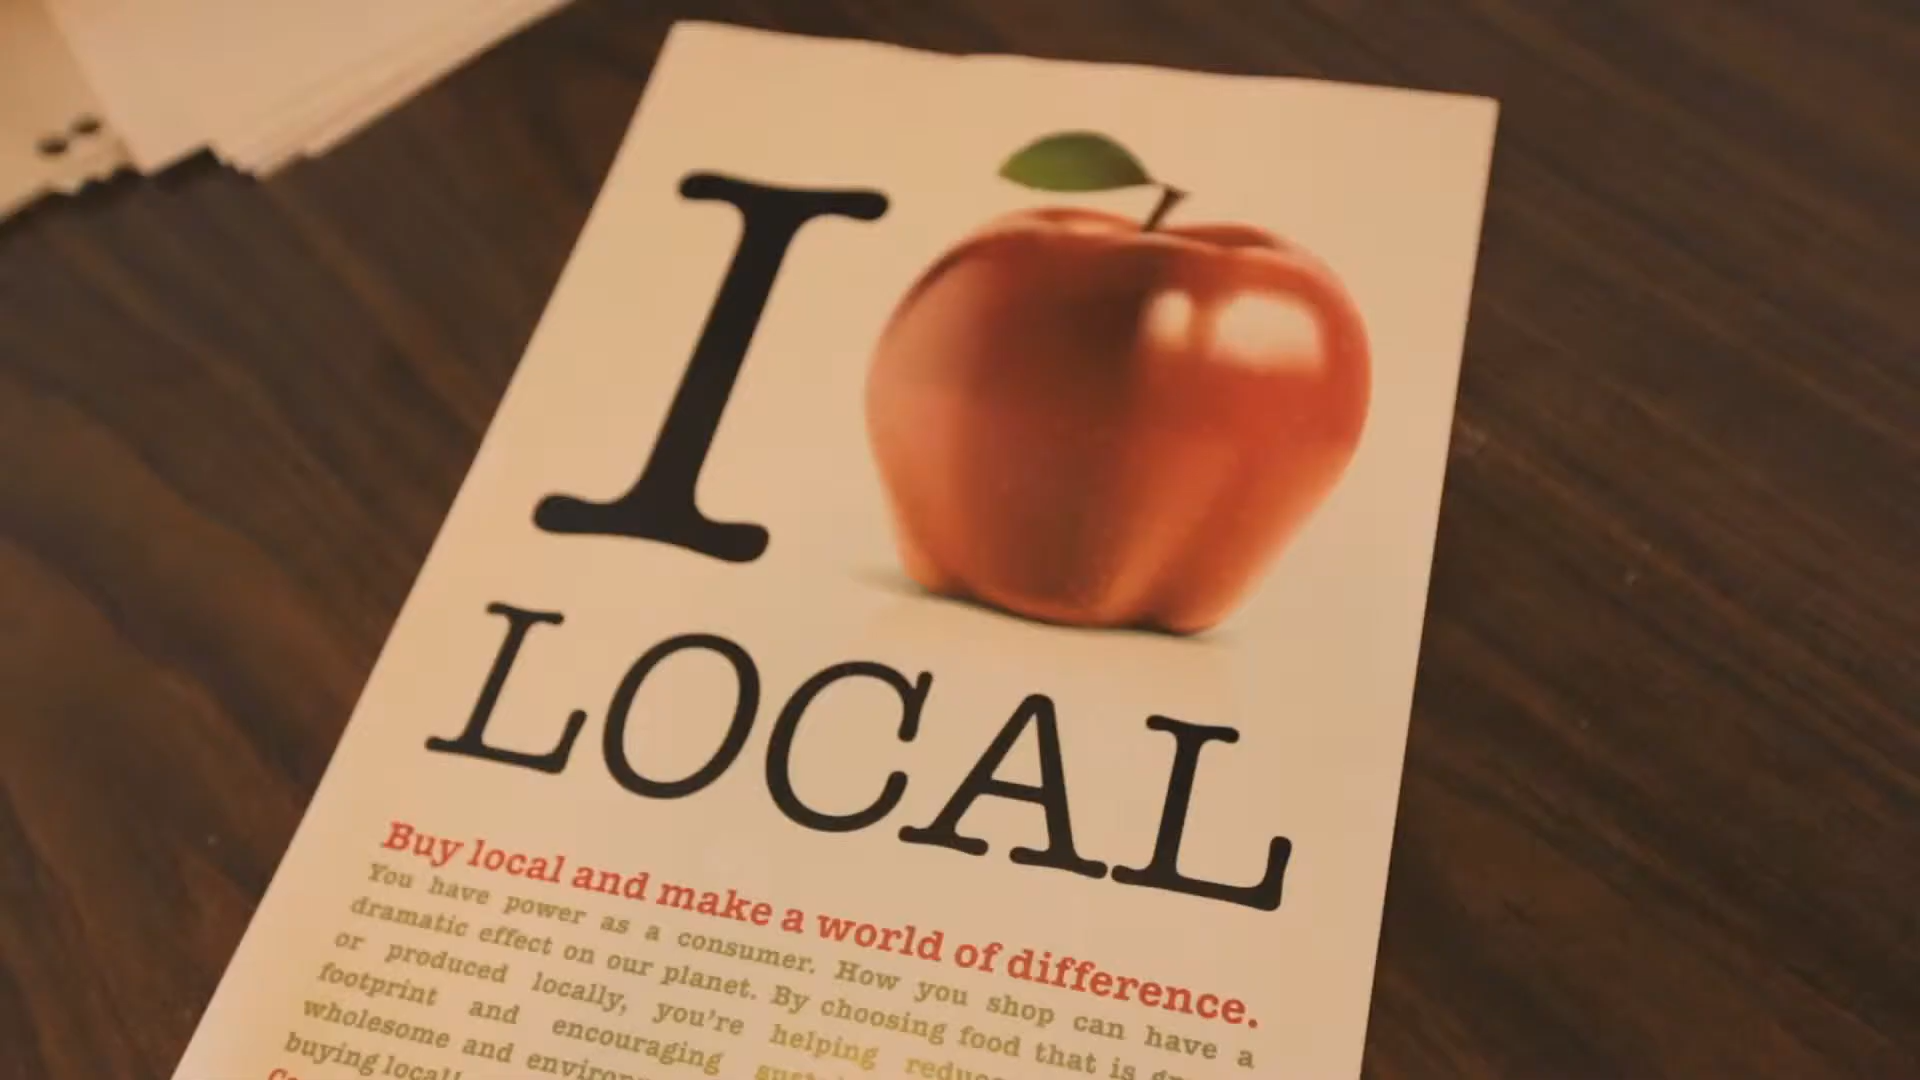 I
LOCAL
Buy local and make a world of difference.
You have power as a consumer. How you shop can have a
dramatic effect on our planet. By choosing food that is
or produced locally, you're helping
footprint and encouraging
wholesome and
buying local!